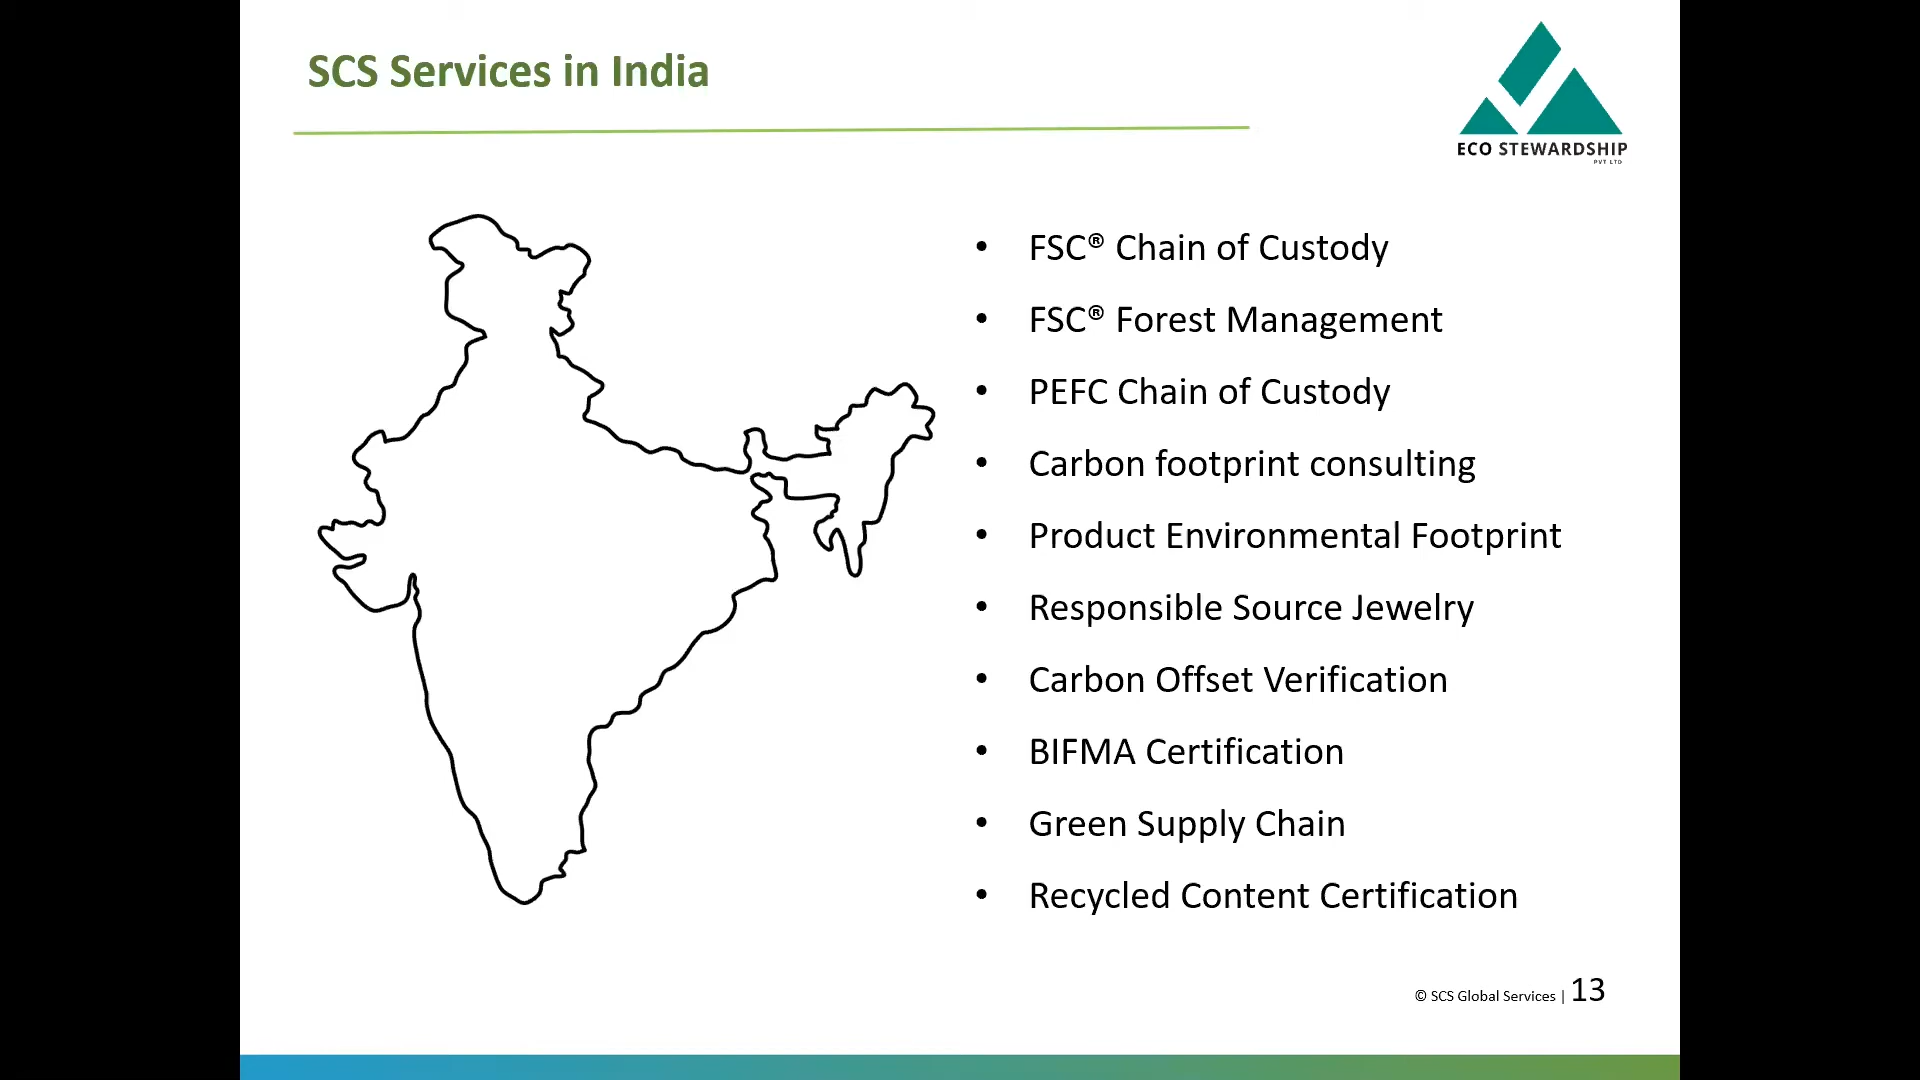 SCS Services in India
ECO STEWARDSHIP
PVT LTD
• FSC® Chain of Custody
• FSC® Forest Management
• PEFC Chain of Custody
• Carbon footprint consulting
• Product Environmental Footprint
• Responsible Source Jewelry
• Carbon Offset Verification
• BIFMA Certification
• Green Supply Chain
• Recycled Content Certification
© SCS Global Services | 13